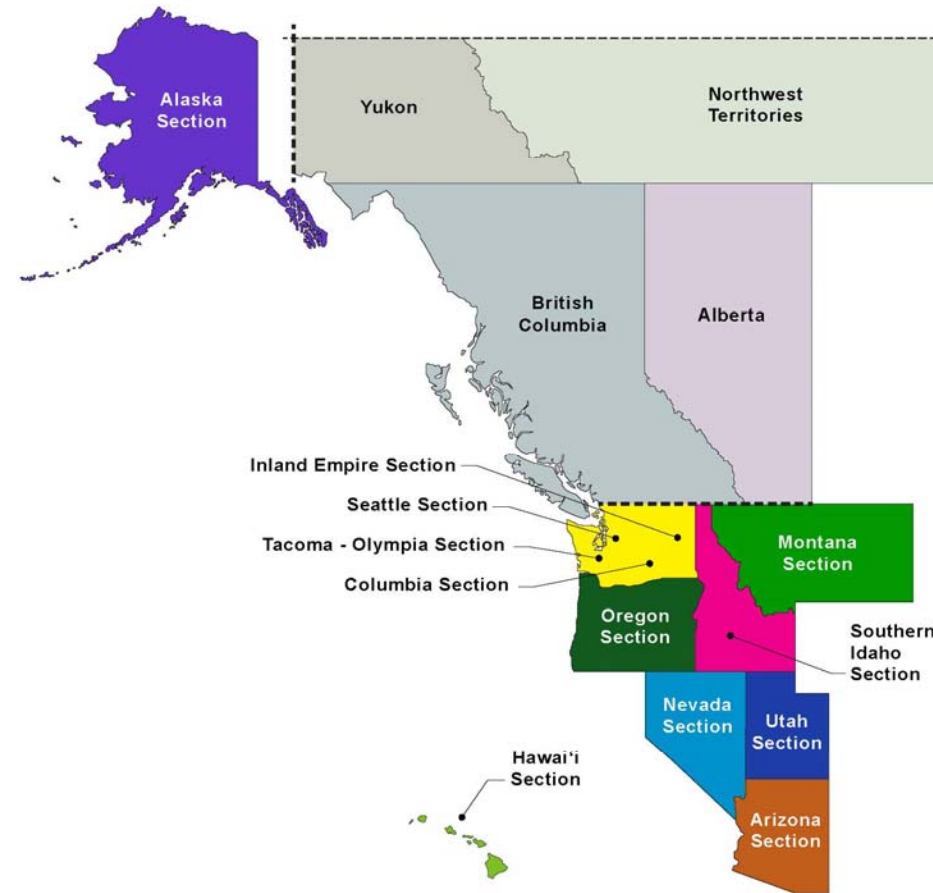 Alaska
Section
Yukon
Northwest
Territories
British
Columbia
Alberta
Inland Empire Section
Seattle Section
Tacoma - Olympia Section
Columbia Section
Montana
Section
Oregon
Section
Southern
Idaho
Section
Nevada
Section
Utah
Section
Hawai‘i
Section
Arizona
Section